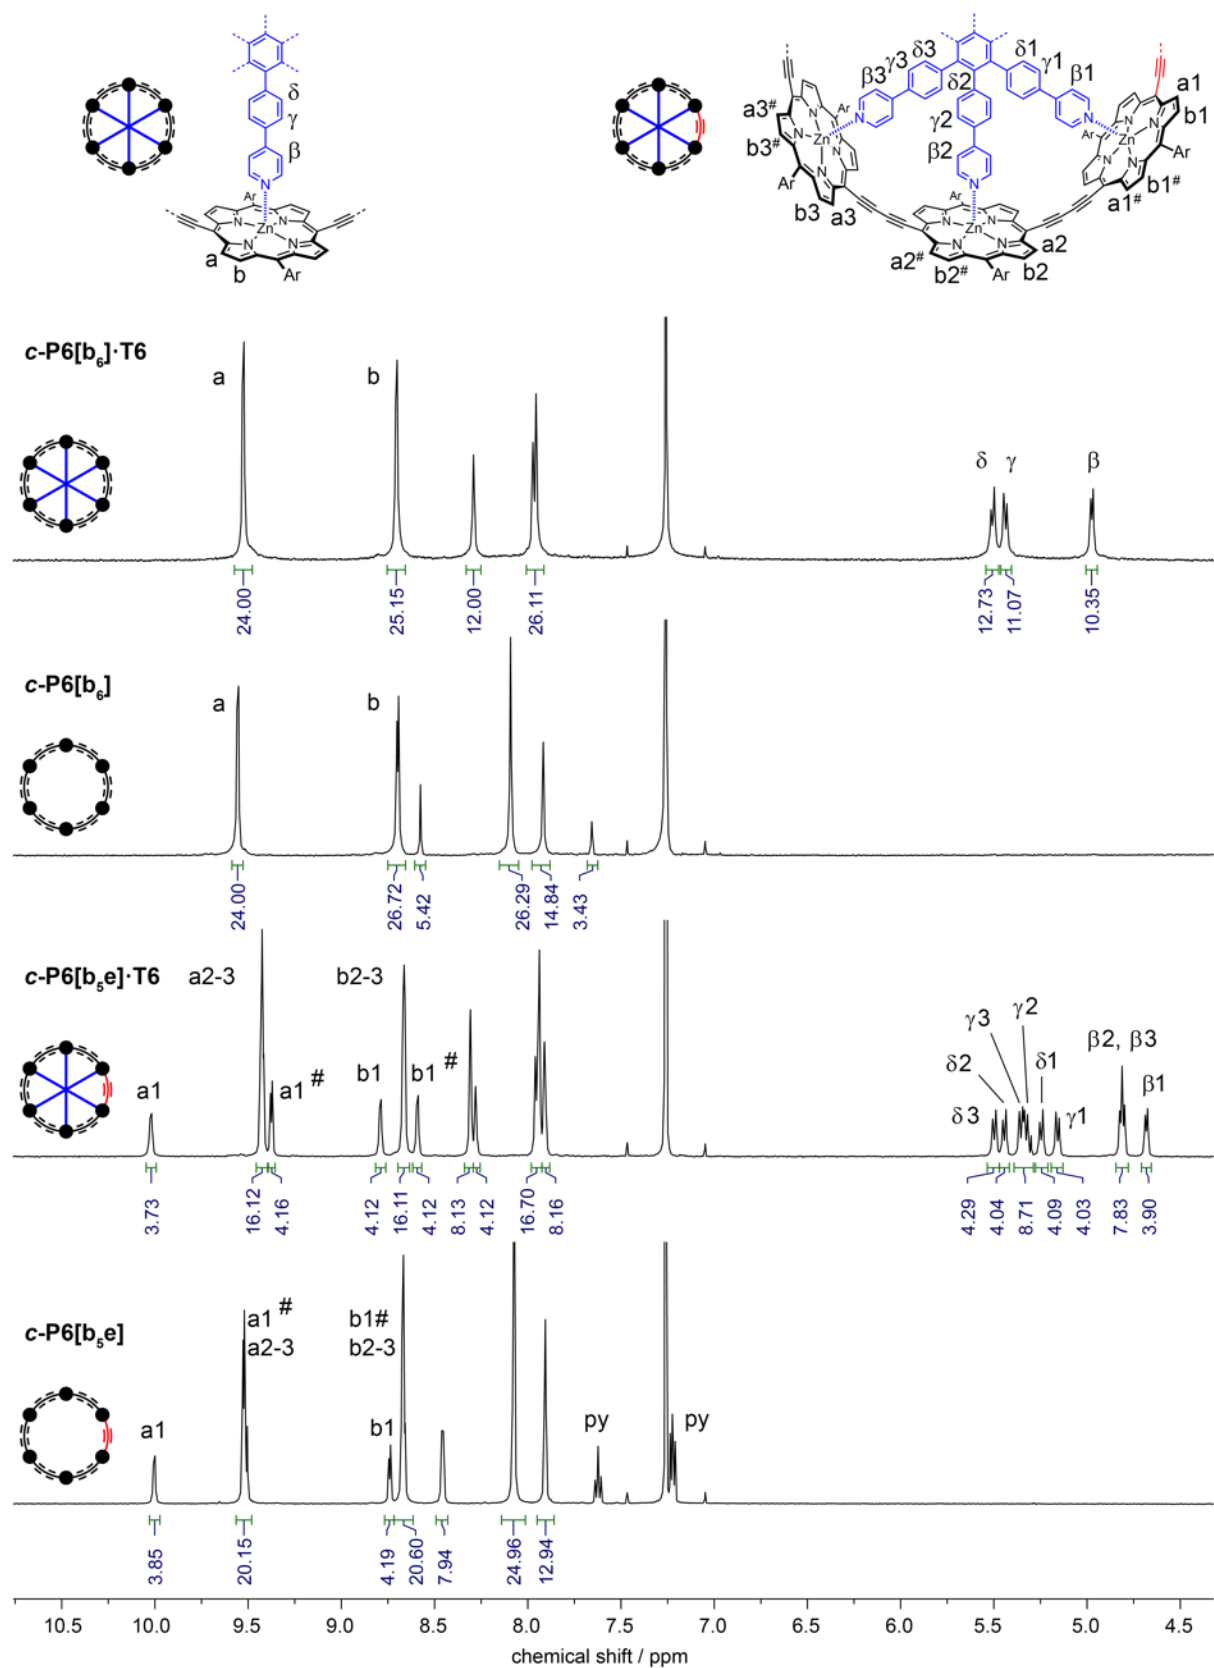 δ
γ
β
N
Ar
N
N
Zn
N
N
a
b
Ar
δ3
δ1
γ3
γ1
β3
δ2
β1
a1
a3#
Ar
b1
N
γ2
N
Ar
N
N
Zn
N
N
b3#
β2
Zn
N
N
N
N
Ar
Ar
b1#
N
b3
a3
Ar
a1#
N
N
Zn
N
N
a2
a2#
b2#
Ar
b2
c-P6[b6]·T6
a
b
δ
γ
β
24.00
25.15
12.00
26.11
12.73
11.07
10.35
c-P6[b6]
a
b
24.00
26.72
5.42
26.29
14.84
3.43
c-P6[b5e]·T6
a2-3
b2-3
γ3
γ2
β2, β3
δ2
δ1
a1
a1 #
b1
b1 #
δ3
γ1
β1
3.73
16.12
4.16
4.12
16.11
4.12
8.13
4.12
16.70
8.16
4.29
4.04
8.71
4.09
4.03
7.83
3.90
c-P6[b5e]
a1 #
b1#
a2-3
b2-3
a1
b1
py
py
3.85
20.15
4.19
20.60
7.94
24.96
12.94
10.5
10.0
9.5
9.0
8.5
8.0
7.5
7.0
6.5
6.0
5.5
5.0
4.5
chemical shift / ppm